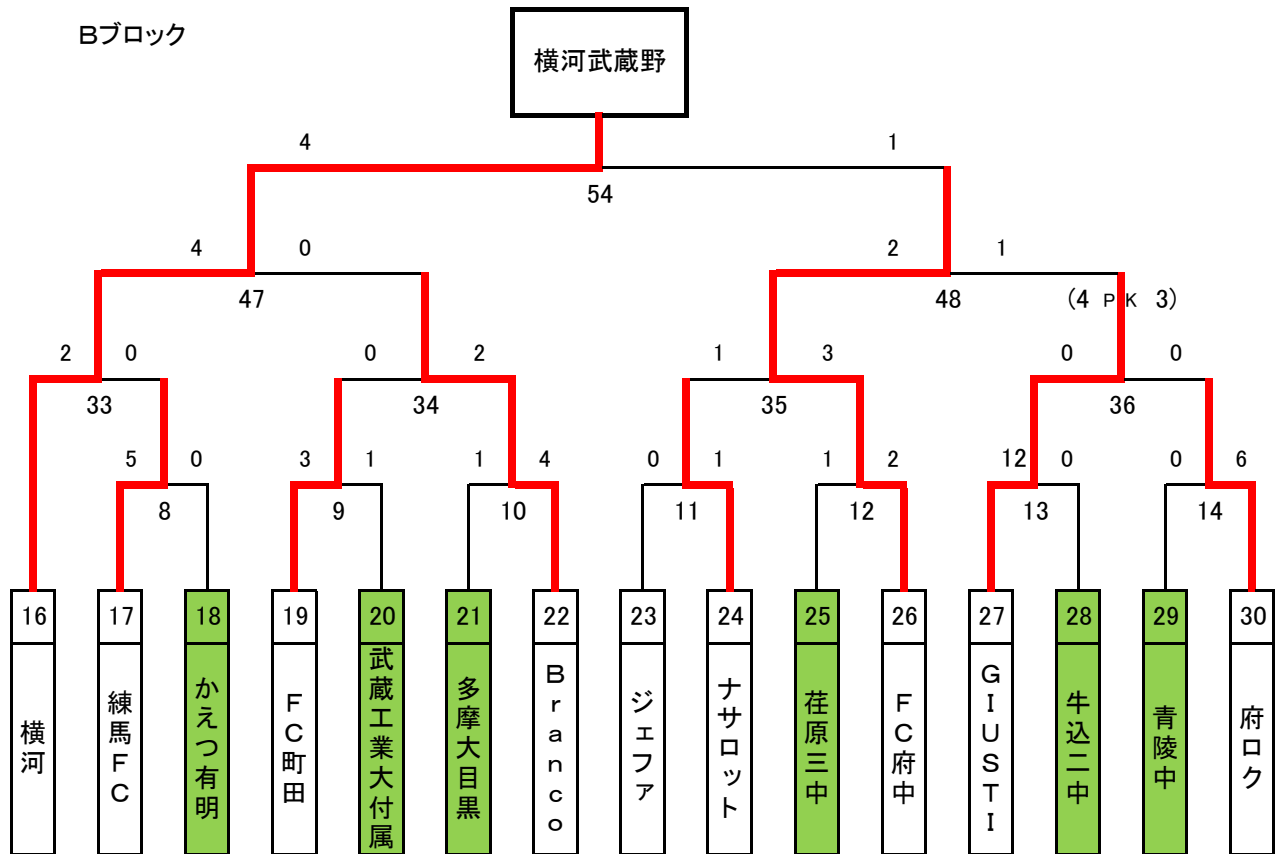 Bブロック
横河武蔵野
4 1
54
4 0 2 1
47 48 (4 PK 3)
2 0 0 2 1 3 0 0
33 34 35 36
5 0 3 1 1 4 0 1 1 2 12 0 0 6
8 9 10 11 12 13 14
16 17 18 19 20 21 22 23 24 25 26 27 28 29 30
横河
練馬FC
かえつ有明
FC町田
武蔵工業大付属
多摩大目黒
Branco
ジェファ
ナサロット
荏原三中
FC府中
GIUSTI
牛込二中
青陵中
府ロク